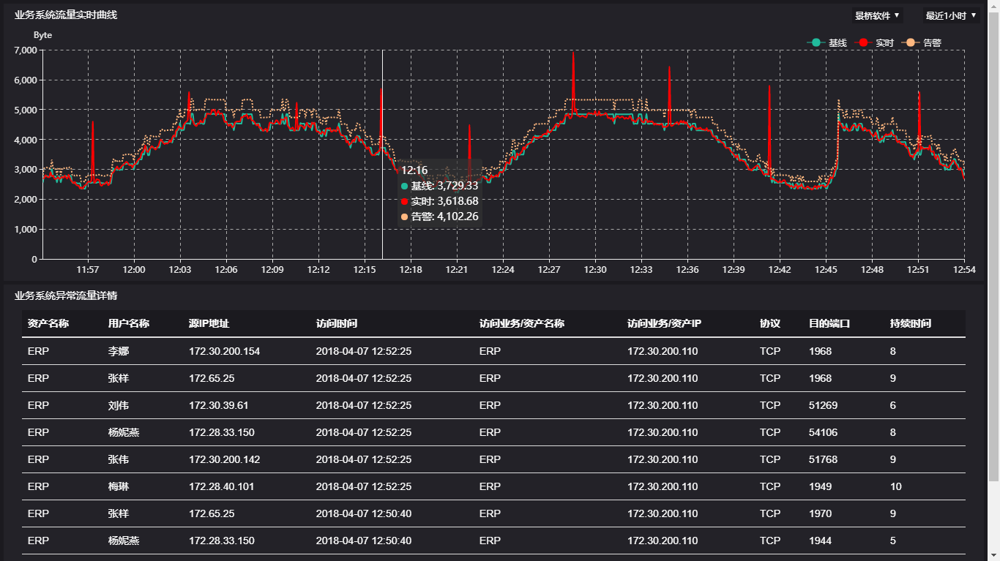 业务系统流量实时曲线
景桥软件 ▼ 最近1小时 ▼
Byte
基线 实时 告警
7,000
6,000
5,000
4,000
3,000
2,000
1,000
0
12:16
基线: 3,729.33
实时: 3,618.68
告警: 4,102.26
11:57 12:00 12:03 12:06 12:09 12:12 12:15 12:18 12:21 12:24 12:27 12:30 12:33 12:36 12:39 12:42 12:45 12:48 12:51 12:54
业务系统异常流量详情
资产名称 用户名称 源IP地址 访问时间 访问业务/资产名称 访问业务/资产IP 协议 目的端口 持续时间
ERP 李娜 172.30.200.154 2018-04-07 12:52:25 ERP 172.30.200.110 TCP 1968 8
ERP 张样 172.65.25 2018-04-07 12:52:25 ERP 172.30.200.110 TCP 1968 9
ERP 刘伟 172.30.39.61 2018-04-07 12:52:25 ERP 172.30.200.110 TCP 51269 6
ERP 杨妮燕 172.28.33.150 2018-04-07 12:52:25 ERP 172.30.200.110 TCP 54106 8
ERP 张伟 172.30.200.142 2018-04-07 12:52:25 ERP 172.30.200.110 TCP 51768 9
ERP 梅琳 172.28.40.101 2018-04-07 12:52:25 ERP 172.30.200.110 TCP 1949 10
ERP 张样 172.65.25 2018-04-07 12:50:40 ERP 172.30.200.110 TCP 1970 9
ERP 杨妮燕 172.28.33.150 2018-04-07 12:50:40 ERP 172.30.200.110 TCP 1944 5